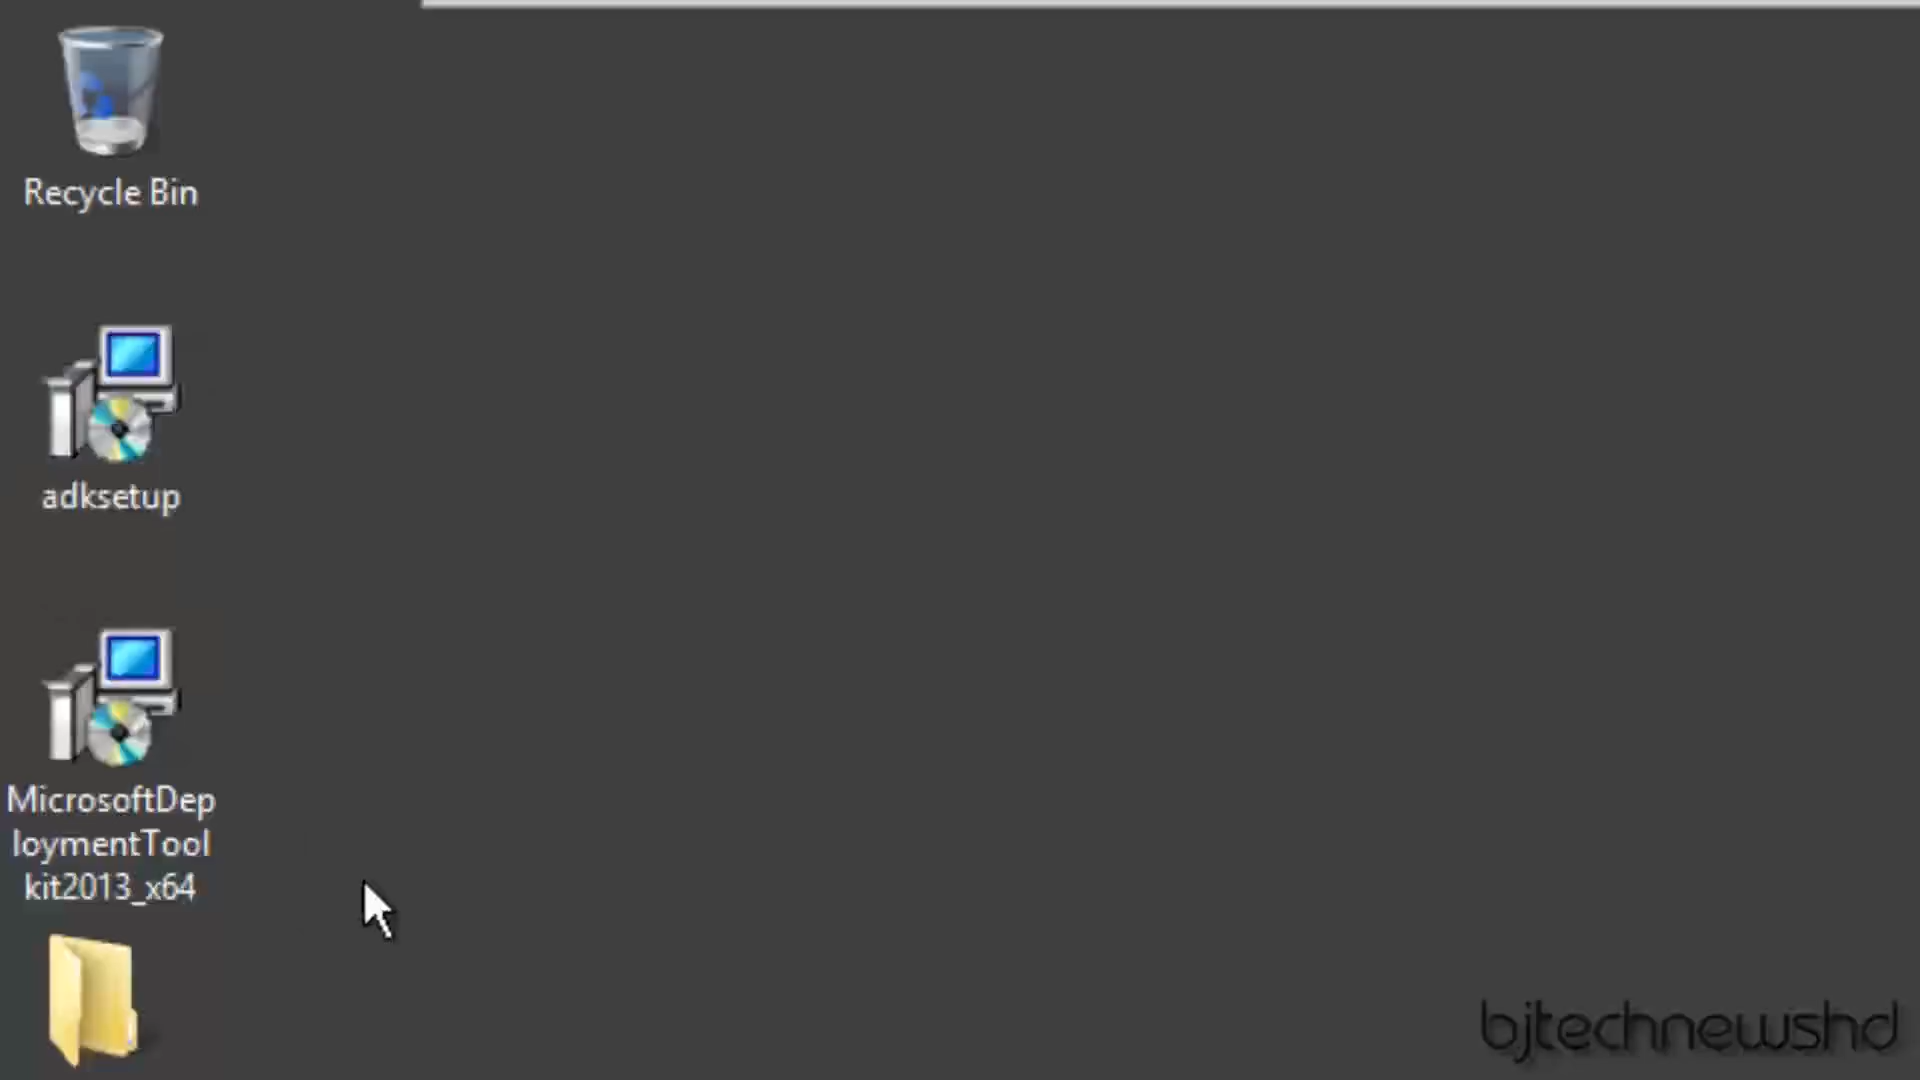 Recycle Bin
adksetup
MicrosoftDep
loymentTool
kit2013_x64
bjtechnewshd